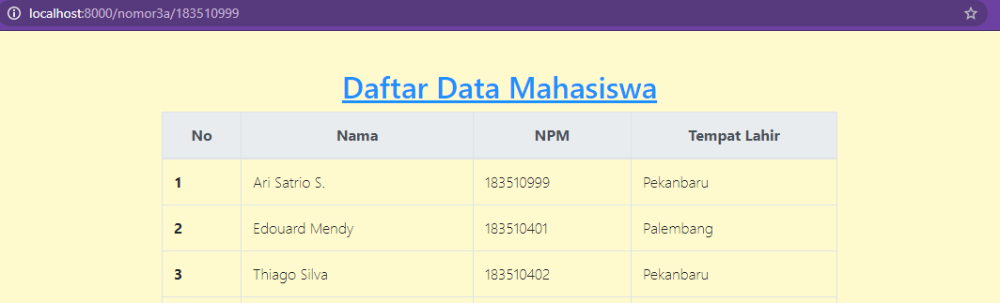 localhost:8000/nomor3a/183510999
Daftar Data Mahasiswa
No Nama NPM Tempat Lahir
1 Ari Satrio S. 183510999 Pekanbaru
2 Edouard Mendy 183510401 Palembang
3 Thiago Silva 183510402 Pekanbaru